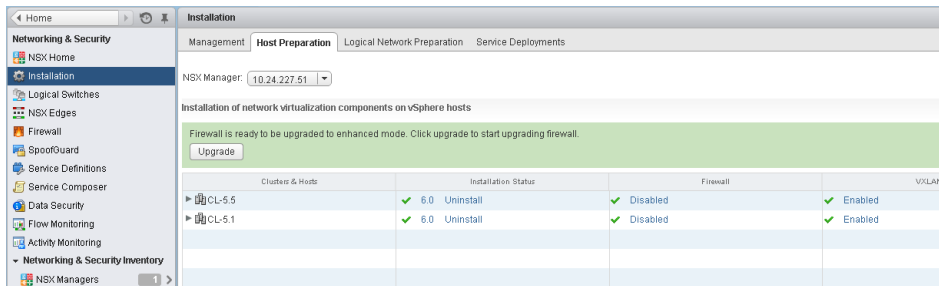 Home
Installation
Networking & Security
NSX Home
Installation
Logical Switches
NSX Edges
Firewall
SpoofGuard
Service Definitions
Service Composer
Data Security
Flow Monitoring
Activity Monitoring
Networking & Security Inventory
NSX Managers 1
Management Host Preparation Logical Network Preparation Service Deployments
NSX Manager: 10.24.227.51
Installation of network virtualization components on vSphere hosts
Firewall is ready to be upgraded to enhanced mode. Click upgrade to start upgrading firewall.
Upgrade
Clusters & Hosts Installation Status Firewall
CL-5.5 6.0 Uninstall Disabled Enabled
CL-5.1 6.0 Uninstall Disabled Enabled